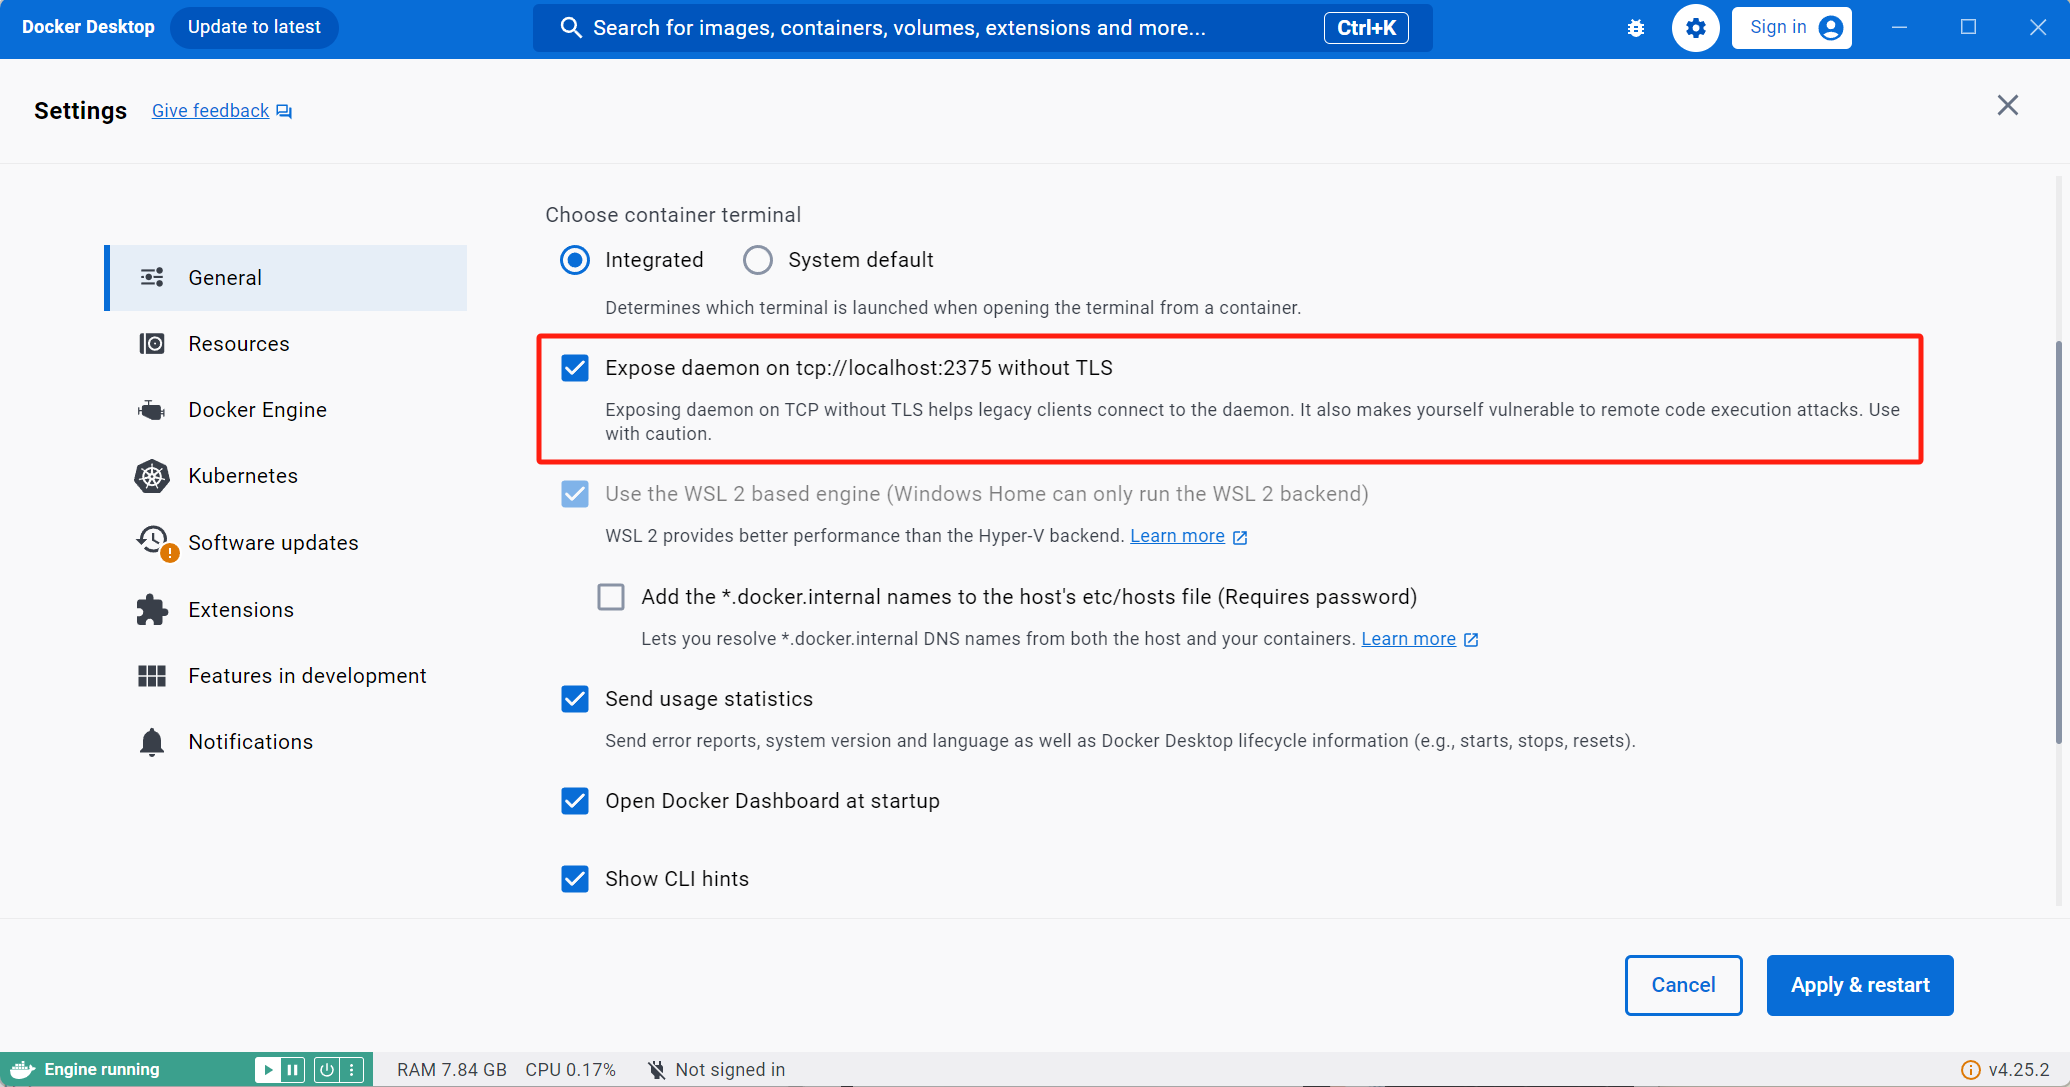 Docker Desktop
Update to latest
Search for images, containers, volumes, extensions and more...
Ctrl+K
Sign in
Settings
Give feedback
General
Resources
Docker Engine
Kubernetes
Software updates
Extensions
Features in development
Notifications
Choose container terminal
Integrated
System default
Determines which terminal is launched when opening the terminal from a container.
Expose daemon on tcp://localhost:2375 without TLS
Exposing daemon on TCP without TLS helps legacy clients connect to the daemon. It also makes yourself vulnerable to remote code execution attacks. Use
with caution.
Use the WSL 2 based engine (Windows Home can only run the WSL 2 backend)
WSL 2 provides better performance than the Hyper-V backend. Learn more
Add the *.docker.internal names to the host's etc/hosts file (Requires password)
Lets you resolve *.docker.internal DNS names from both the host and your containers. Learn more
Send usage statistics
Send error reports, system version and language as well as Docker Desktop lifecycle information (e.g., starts, stops, resets).
Open Docker Dashboard at startup
Show CLI hints
Cancel
Apply & restart
Engine running
RAM 7.84 GB
CPU 0.17%
Not signed in
v4.25.2